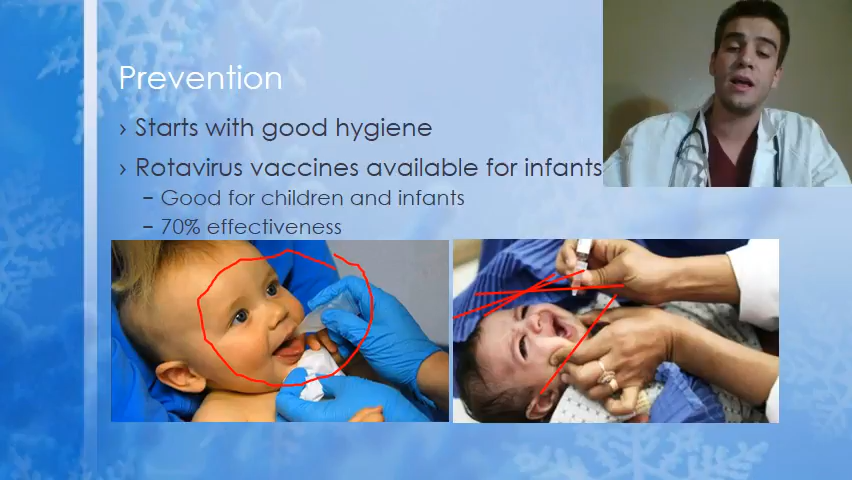 Prevention
› Starts with good hygiene
› Rotavirus vaccines available for infants
– Good for children and infants
– 70% effectiveness